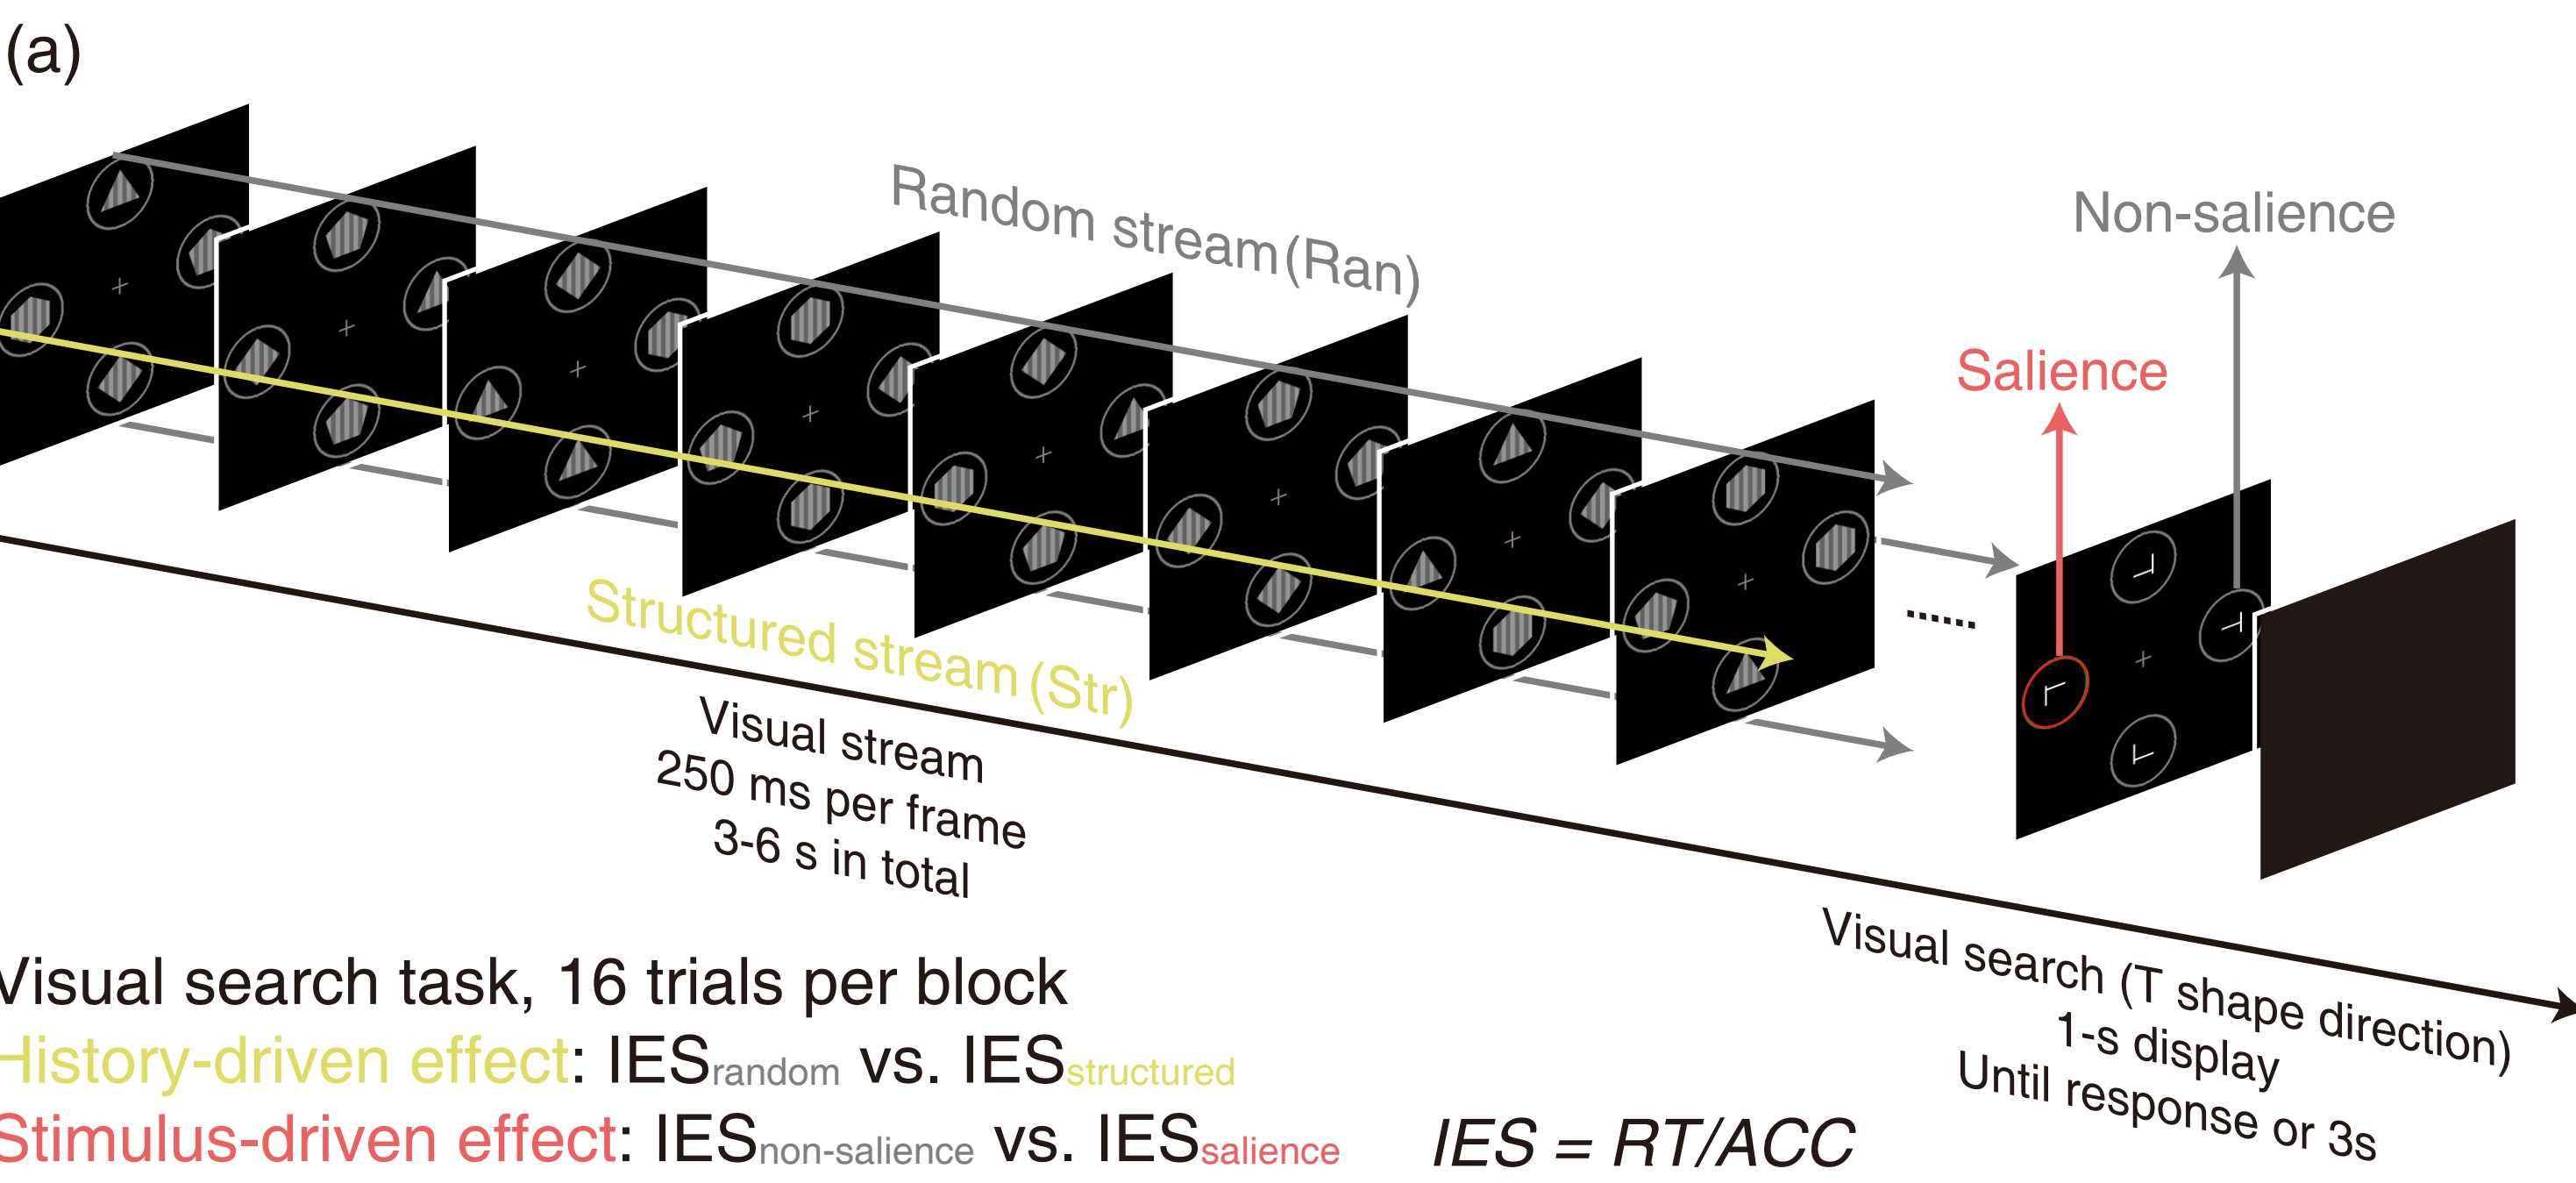 (a)
Random stream (Ran)
Non-salience
Salience
Structured stream (Str)
Visual stream
250 ms per frame
3-6 s in total
......
Visual search (T shape direction)
1-s display
Until response or 3s
Visual search task, 16 trials per block
History-driven effect: IESrandom vs. IESstructured
Stimulus-driven effect: IESnon-salience vs. IESsalience
IES = RT/ACC